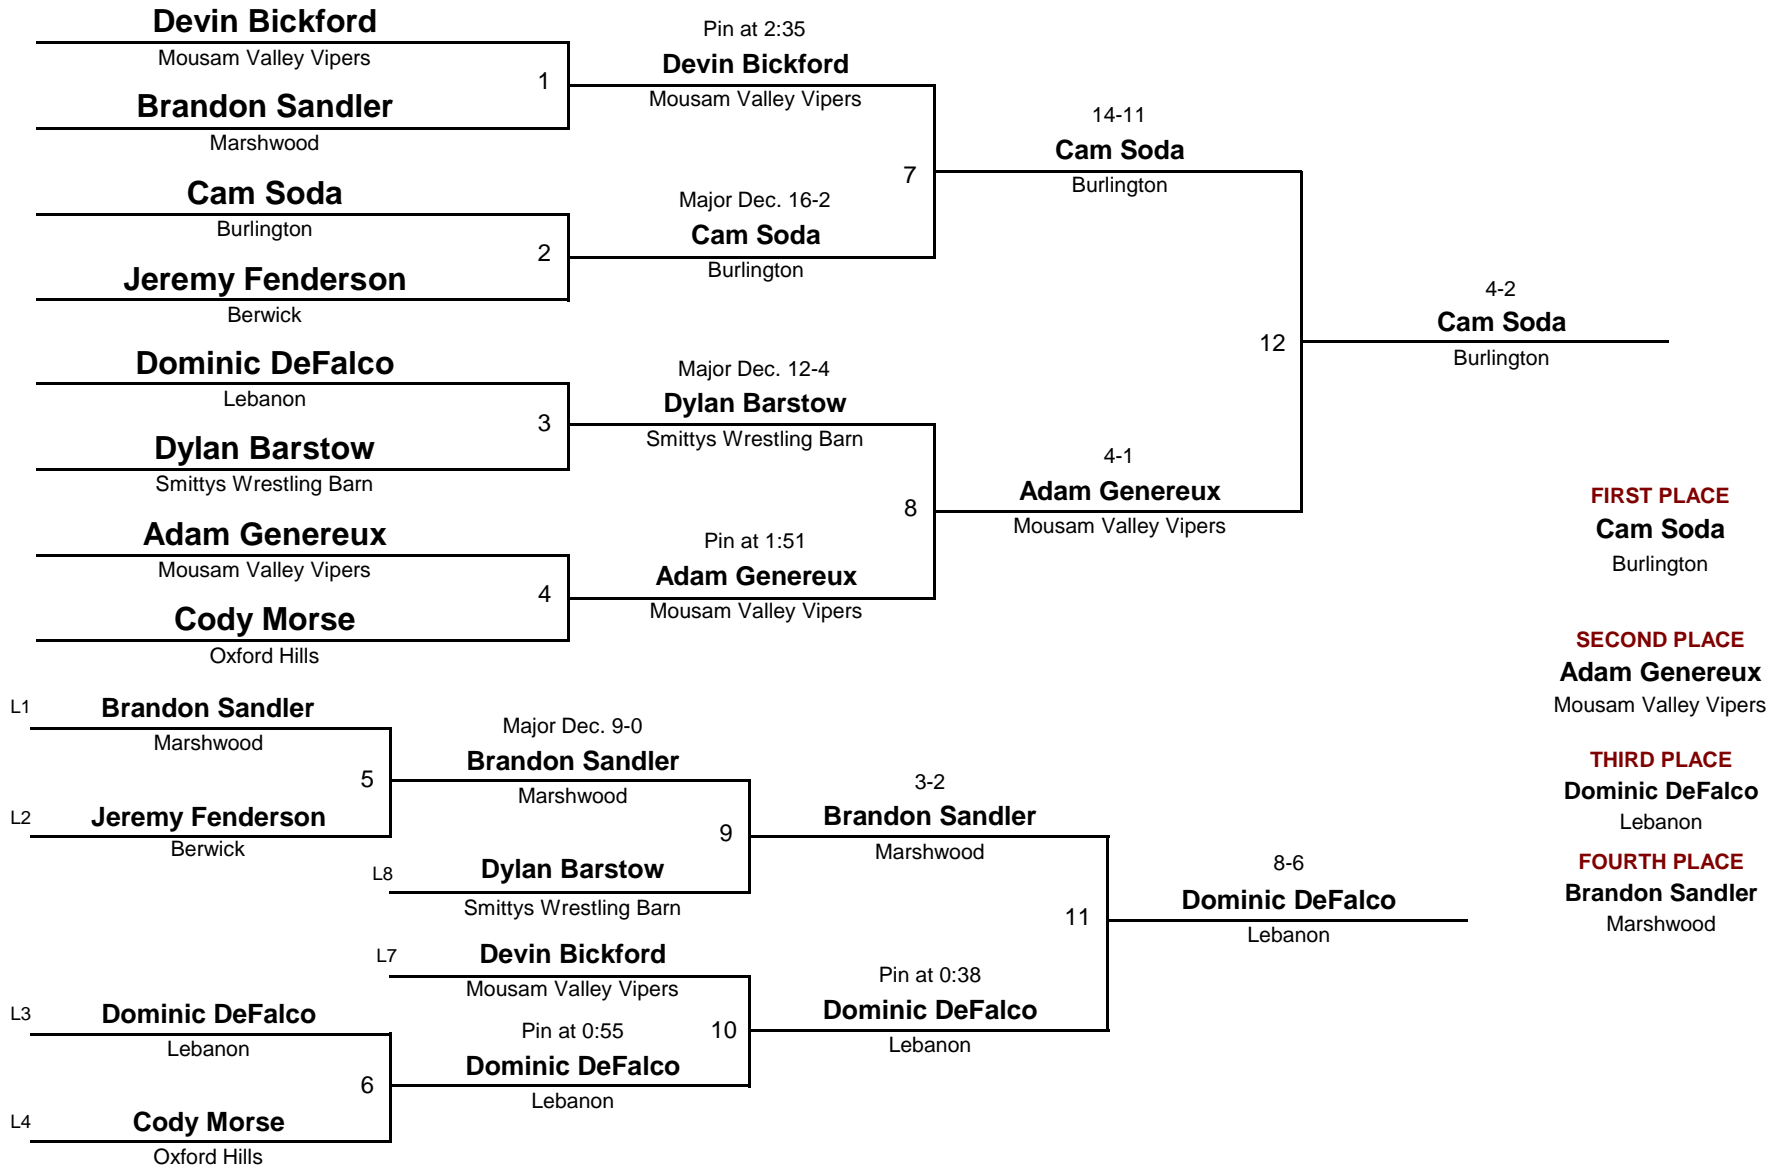 Devin Bickford
Mousam Valley Vipers
1
Brandon Sandler
Marshwood
Pin at 2:35
Devin Bickford
Mousam Valley Vipers
Cam Soda
Burlington
2
Jeremy Fenderson
Berwick
Major Dec. 16-2
Cam Soda
Burlington
7
14-11
Cam Soda
Burlington
Dominic DeFalco
Lebanon
3
Dylan Barstow
Smittys Wrestling Barn
Major Dec. 12-4
Dylan Barstow
Smittys Wrestling Barn
Adam Genereux
Mousam Valley Vipers
4
Cody Morse
Oxford Hills
Pin at 1:51
Adam Genereux
Mousam Valley Vipers
8
4-1
Adam Genereux
Mousam Valley Vipers
12
4-2
Cam Soda
Burlington
FIRST PLACE
Cam Soda
Burlington
SECOND PLACE
Adam Genereux
Mousam Valley Vipers
THIRD PLACE
Dominic DeFalco
Lebanon
FOURTH PLACE
Brandon Sandler
Marshwood
L1
Brandon Sandler
Marshwood
5
L2
Jeremy Fenderson
Berwick
Major Dec. 9-0
Brandon Sandler
Marshwood
9
L8
Dylan Barstow
Smittys Wrestling Barn
3-2
Brandon Sandler
Marshwood
L7
Devin Bickford
Mousam Valley Vipers
L3
Dominic DeFalco
Lebanon
6
L4
Cody Morse
Oxford Hills
Pin at 0:55
Dominic DeFalco
Lebanon
10
Pin at 0:38
Dominic DeFalco
Lebanon
11
8-6
Dominic DeFalco
Lebanon